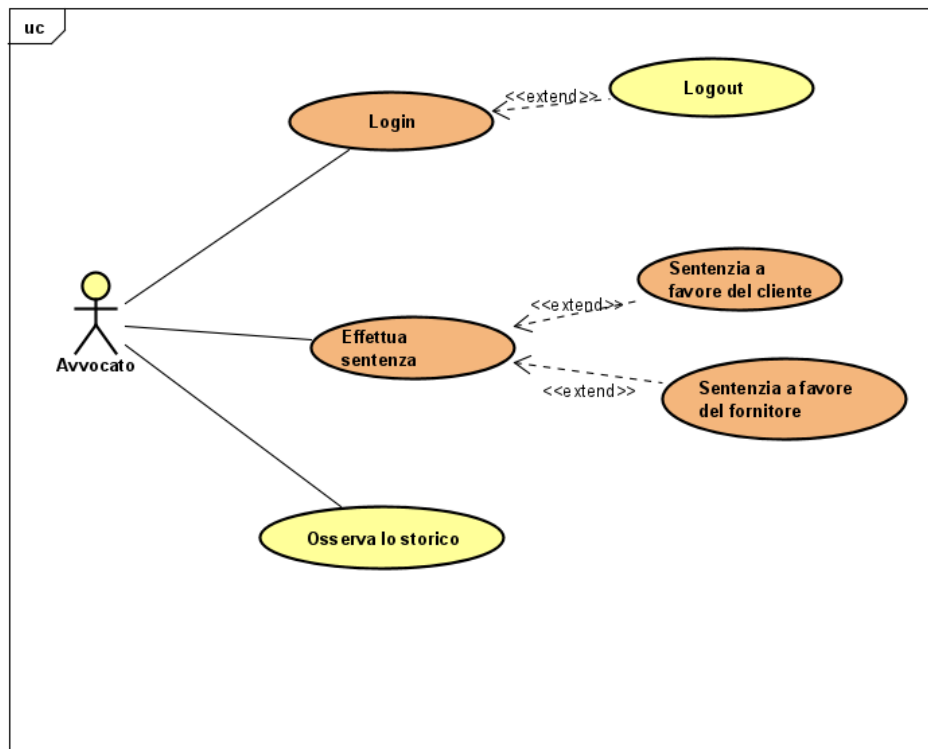 uc
Login
<<extend>>
Logout
Avvocato
Effettua
sentenza
<<extend>>
Sentenzia a
favore del cliente
<<extend>>
Sentenzia a favore
del fornitore
Osserva lo storico